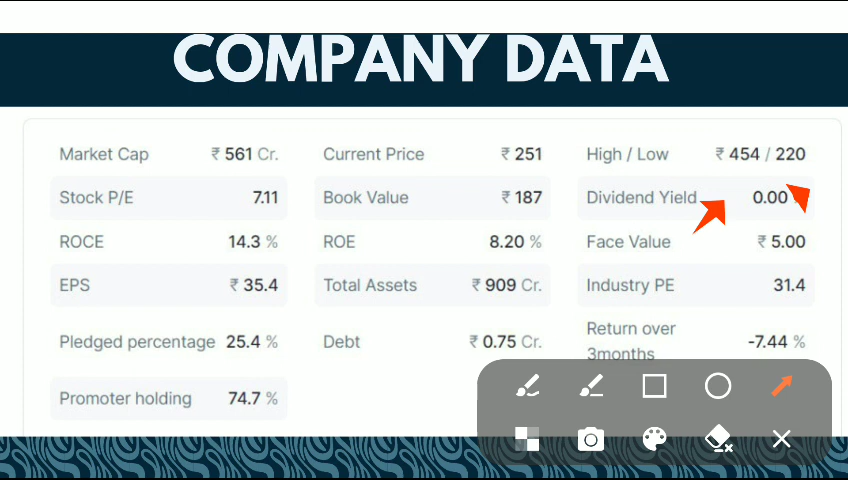 COMPANY DATA
Market Cap ₹ 561 Cr. Current Price ₹ 251 High / Low ₹ 454 / 220
Stock P/E 7.11 Book Value ₹ 187 Dividend Yield 0.00
ROCE 14.3 % ROE 8.20 % Face Value ₹ 5.00
EPS ₹ 35.4 Total Assets ₹ 909 Cr. Industry PE 31.4
Pledged percentage 25.4 % Debt ₹ 0.75 Cr. Return over
3months -7.44 %
Promoter holding 74.7 %